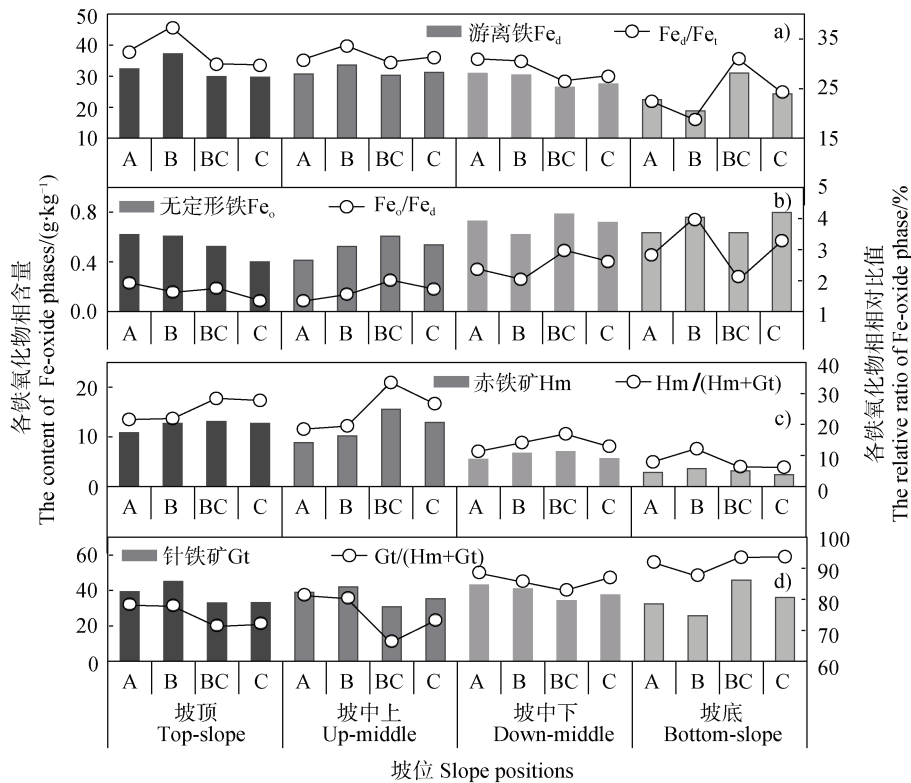 各铁氧化物相含量
The content of Fe-oxide phases/(g·kg⁻¹)
各铁氧化物相相对比值
The relative ratio of Fe-oxide phase/%
50
40
30
20
10
游离铁Fed
Fed/Fet
a)
35
30
25
20
15
A B BC C A B BC C A B BC C A B BC C
0.8
0.4
0.0
无定形铁Feo
Feo/Fed
b)
5
4
3
2
1
A B BC C A B BC C A B BC C A B BC C
20
10
0
赤铁矿Hm
Hm/(Hm+Gt)
c)
40
30
20
10
0
A B BC C A B BC C A B BC C A B BC C
60
40
20
0
针铁矿Gt
Gt/(Hm+Gt)
d)
100
90
80
70
60
A B BC C A B BC C A B BC C A B BC C
坡顶 坡中上 坡中下 坡底
Top-slope Up-middle Down-middle Bottom-slope
坡位 Slope positions